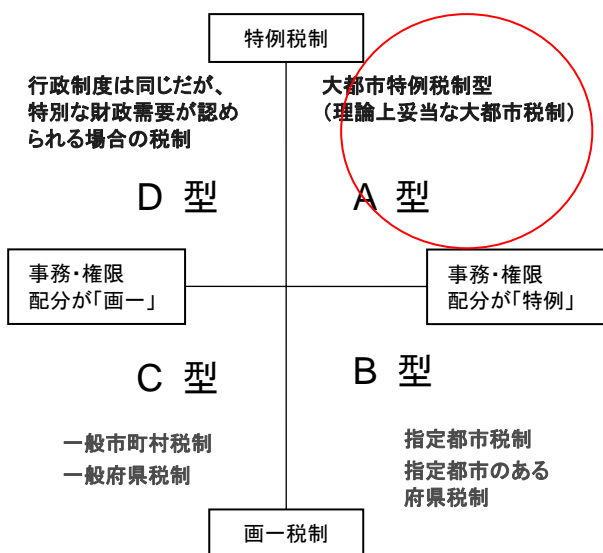 特例税制
行政制度は同じだが、
特別な財政需要が認め
られる場合の税制
大都市特例税制型
(理論上妥当な大都市税制)
D 型
A 型
事務・権限
配分が「画一」
事務・権限
配分が「特例」
C 型
B 型
一般市町村税制
一般府県税制
指定都市税制
指定都市のある
府県税制
画一税制